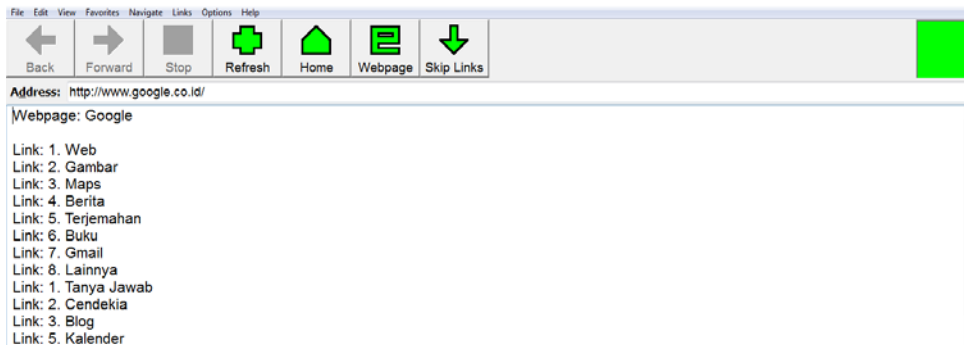 File Edit View Favorites Navigate Links Options Help
Back Forward Stop Refresh Home Webpage Skip Links
Address: http://www.google.co.id/
Webpage: Google
Link: 1. Web
Link: 2. Gambar
Link: 3. Maps
Link: 4. Berita
Link: 5. Terjemahan
Link: 6. Buku
Link: 7. Gmail
Link: 8. Lainnya
Link: 1. Tanya Jawab
Link: 2. Cendekia
Link: 3. Blog
Link: 5. Kalender